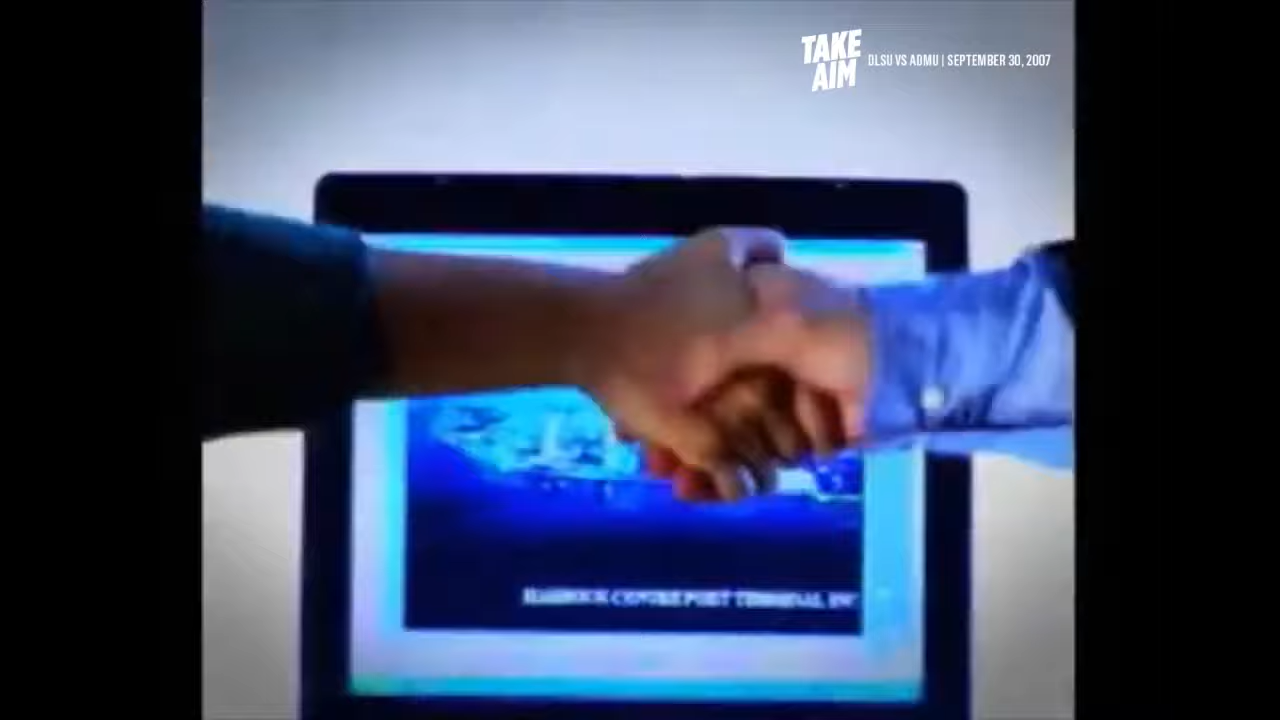 TAKE
AIM
DLSU VS ADMU | SEPTEMBER 30, 2007
HARBOUR CENTRE PORT TERMINAL, INC